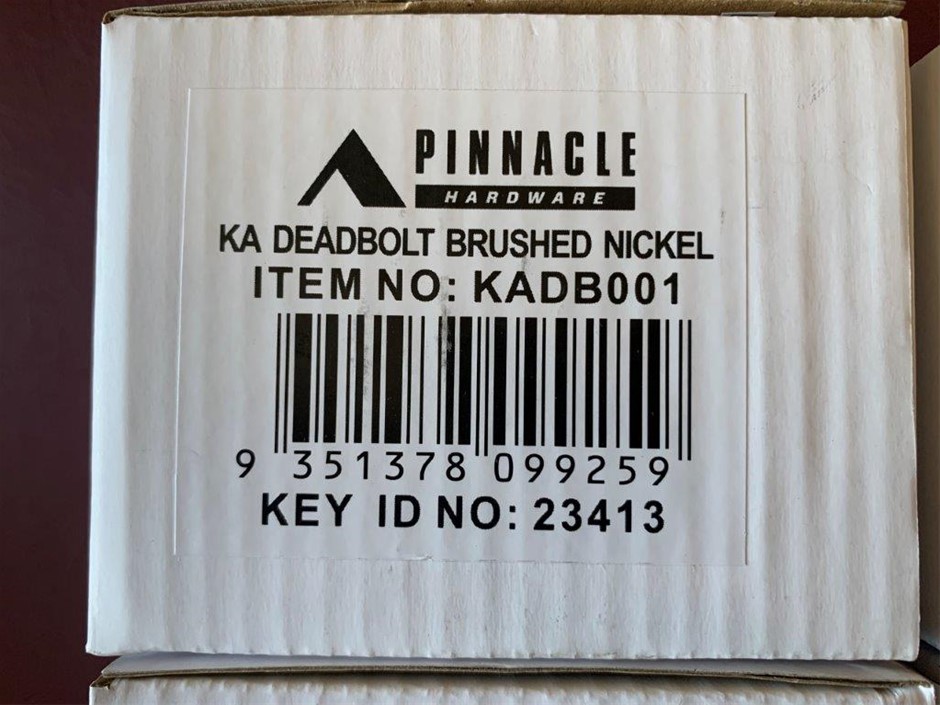 PINNACLE
HARDWARE
KA DEADBOLT BRUSHED NICKEL
ITEM NO: KADB001
9 351378 099259
KEY ID NO: 23413